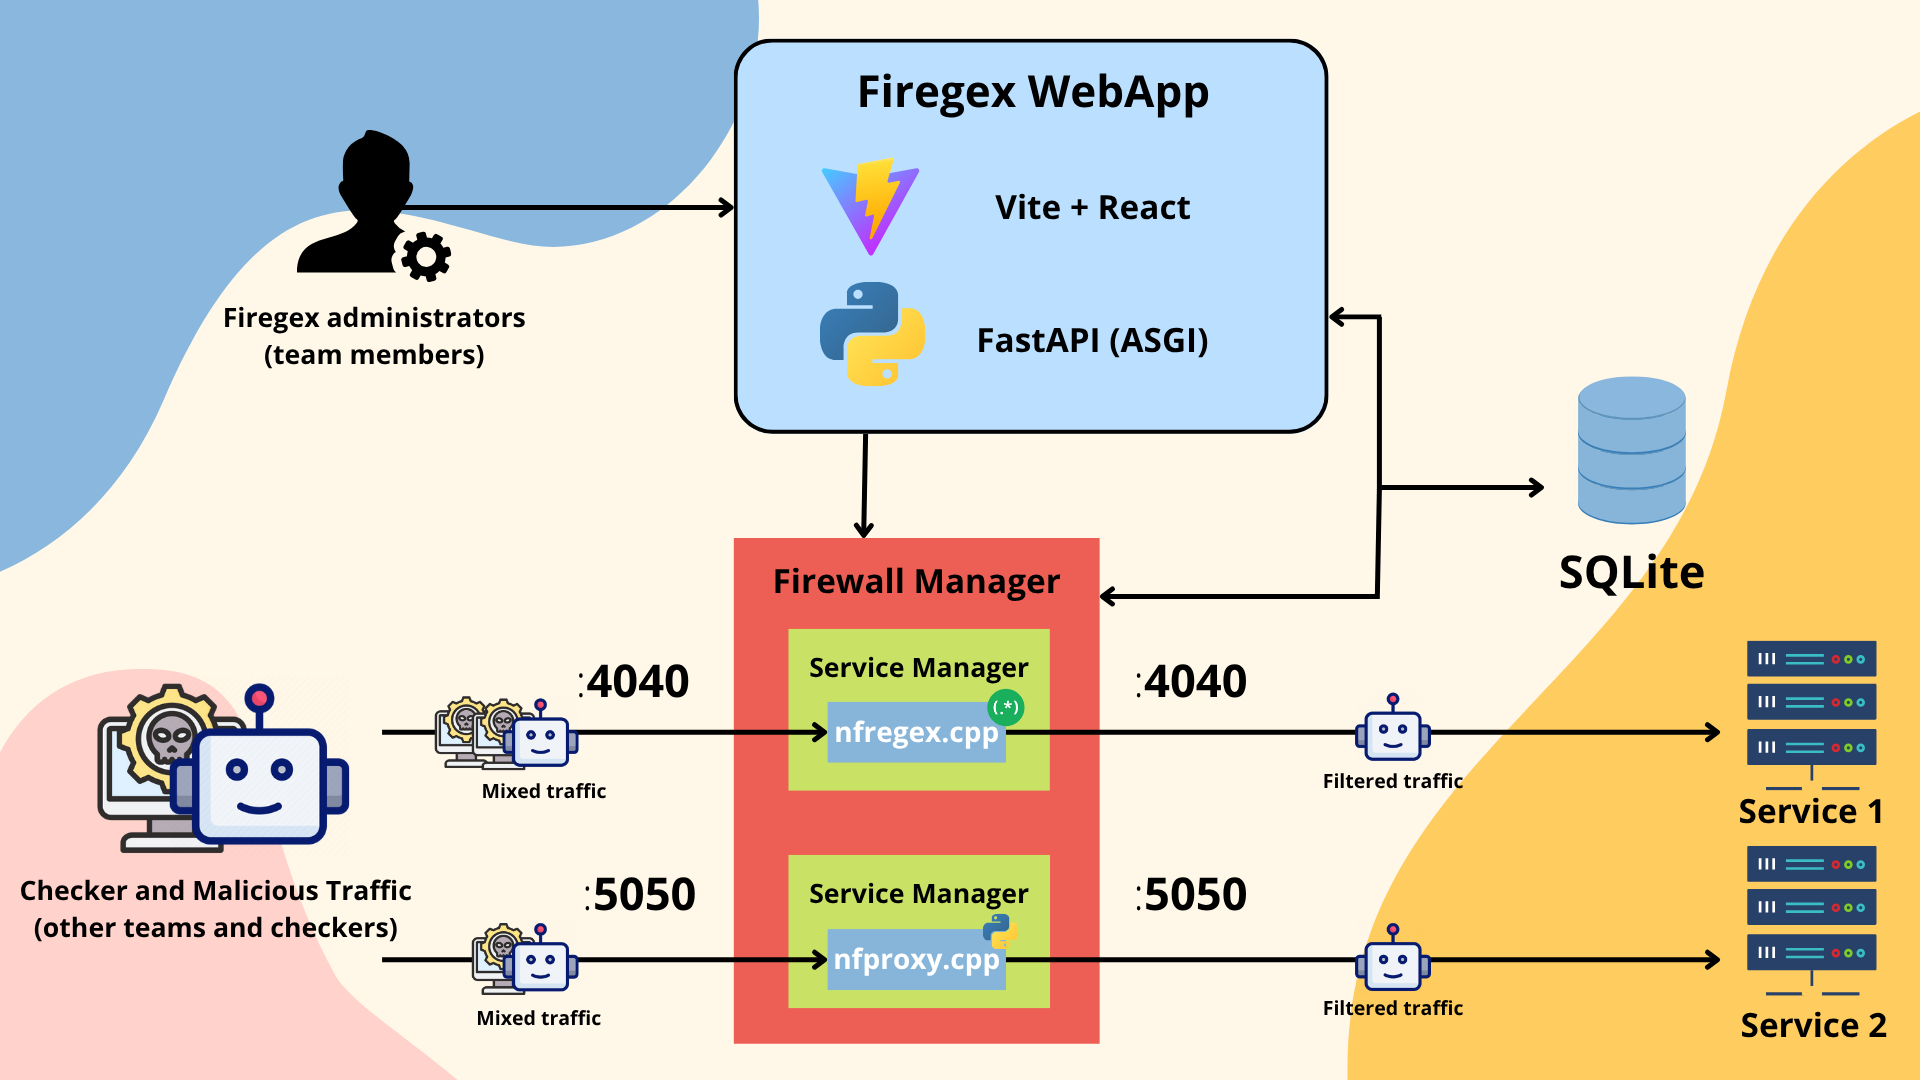 Firegex WebApp
Vite + React
FastAPI (ASGI)
Firegex administrators
(team members)
SQLite
Firewall Manager
Service Manager
(.*)
nfregex.cpp
:4040
Mixed traffic
:4040
Filtered traffic
Service 1
Checker and Malicious Traffic
(other teams and checkers)
:5050
Mixed traffic
Service Manager
nfproxy.cpp
:5050
Filtered traffic
Service 2